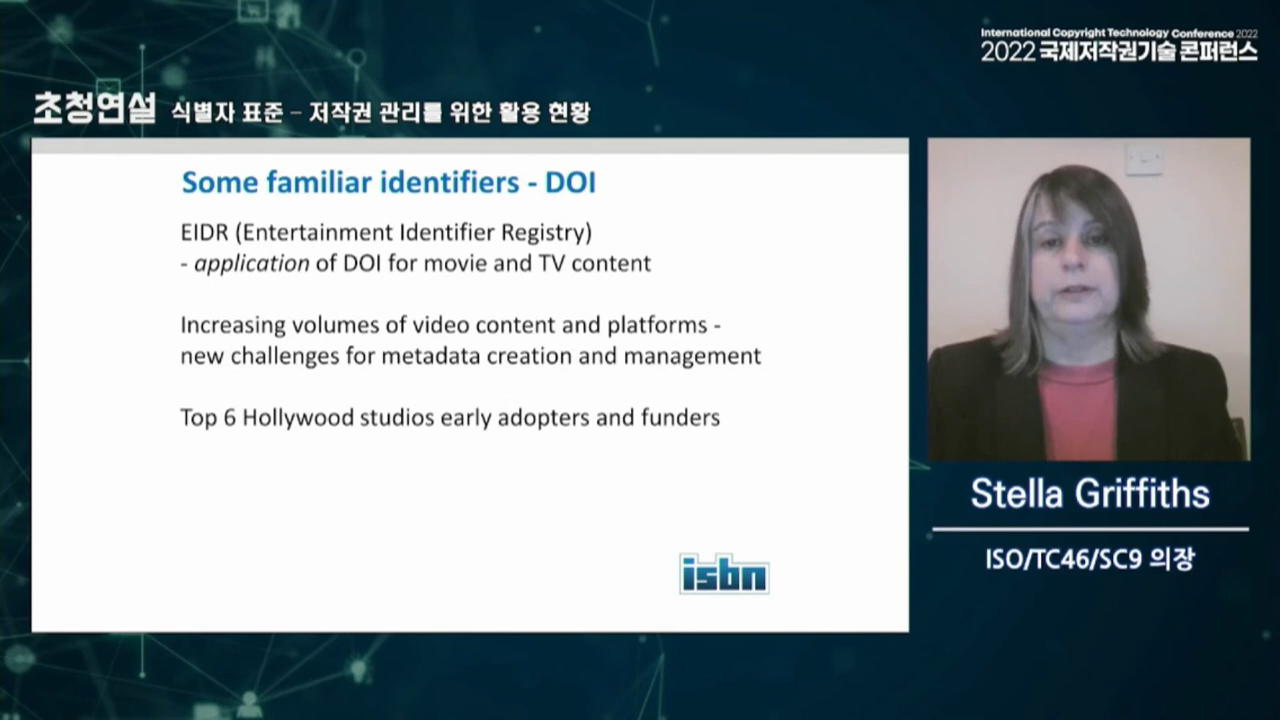 International Copyright Technology Conference 2022
2022 국제저작권기술 콘퍼런스
초청연설 식별자 표준 – 저작권 관리를 위한 활용 현황
Some familiar identifiers - DOI
EIDR (Entertainment Identifier Registry)
- application of DOI for movie and TV content
Increasing volumes of video content and platforms -
new challenges for metadata creation and management
Top 6 Hollywood studios early adopters and funders
isbn
Stella Griffiths
ISO/TC46/SC9 의장